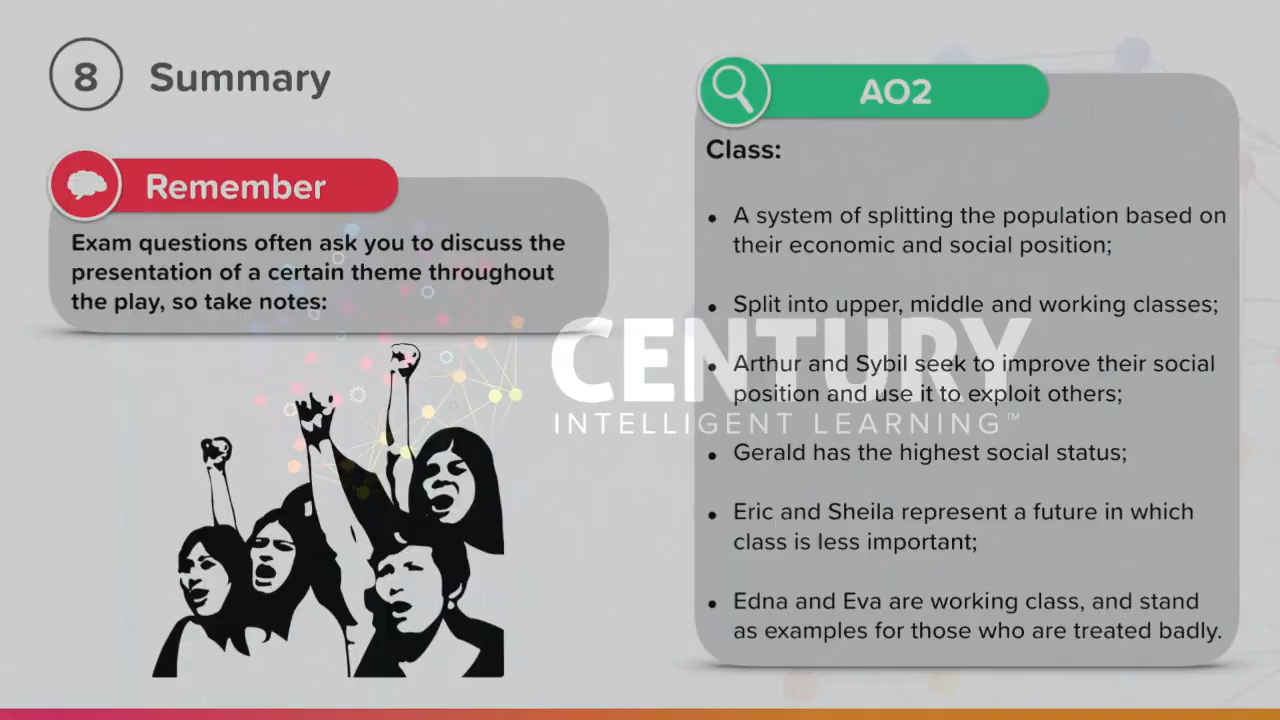 8 Summary
Remember
Exam questions often ask you to discuss the
presentation of a certain theme throughout
the play, so take notes:
AO2
Class:
• A system of splitting the population based on
their economic and social position;
• Split into upper, middle and working classes;
• Arthur and Sybil seek to improve their social
position and use it to exploit others;
• Gerald has the highest social status;
• Eric and Sheila represent a future in which
class is less important;
• Edna and Eva are working class, and stand
as examples for those who are treated badly.
CENTURY
INTELLIGENT LEARNING™